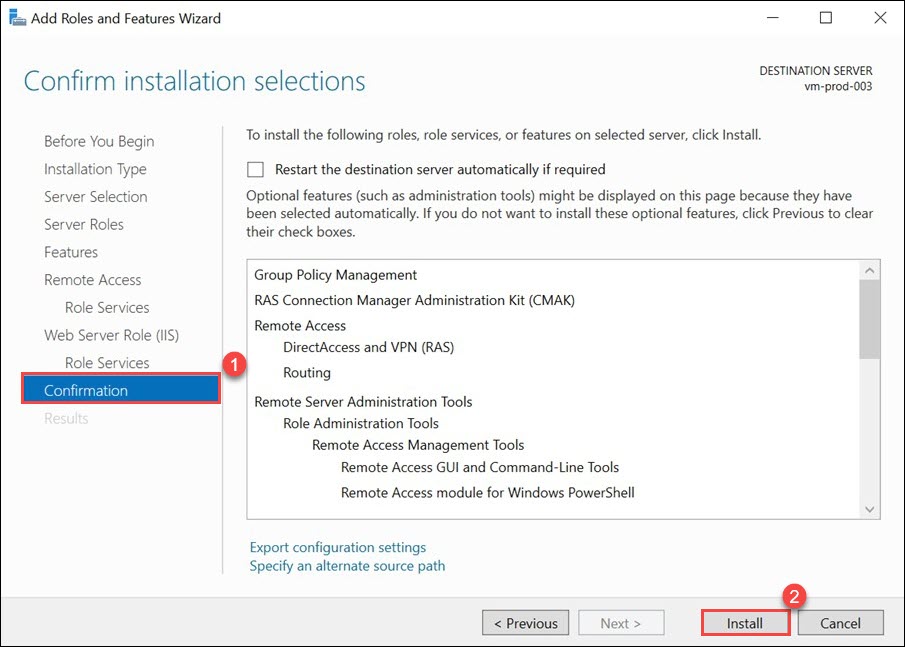 Add Roles and Features Wizard
Confirm installation selections
DESTINATION SERVER
vm-prod-003
Before You Begin
Installation Type
Server Selection
Server Roles
Features
Remote Access
Role Services
Web Server Role (IIS)
Role Services
Confirmation
Results
1
To install the following roles, role services, or features on selected server, click Install.
Restart the destination server automatically if required
Optional features (such as administration tools) might be displayed on this page because they have
been selected automatically. If you do not want to install these optional features, click Previous to clear
their check boxes.
Group Policy Management
RAS Connection Manager Administration Kit (CMAK)
Remote Access
DirectAccess and VPN (RAS)
Routing
Remote Server Administration Tools
Role Administration Tools
Remote Access Management Tools
Remote Access GUI and Command-Line Tools
Remote Access module for Windows PowerShell
Export configuration settings
Specify an alternate source path
2
< Previous
Next >
Install
Cancel